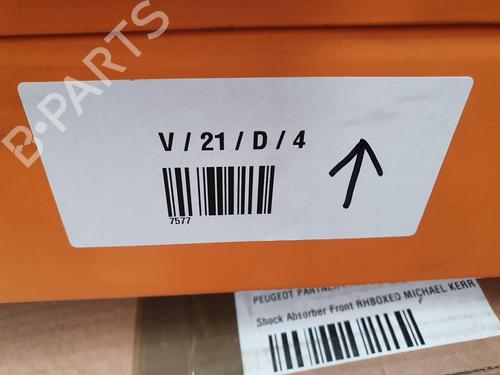 B-PARTS
V / 21 / D / 4
7577
PEUGEOT PARTNER
Shock Absorber Front RHBOXED MICHAEL KERR